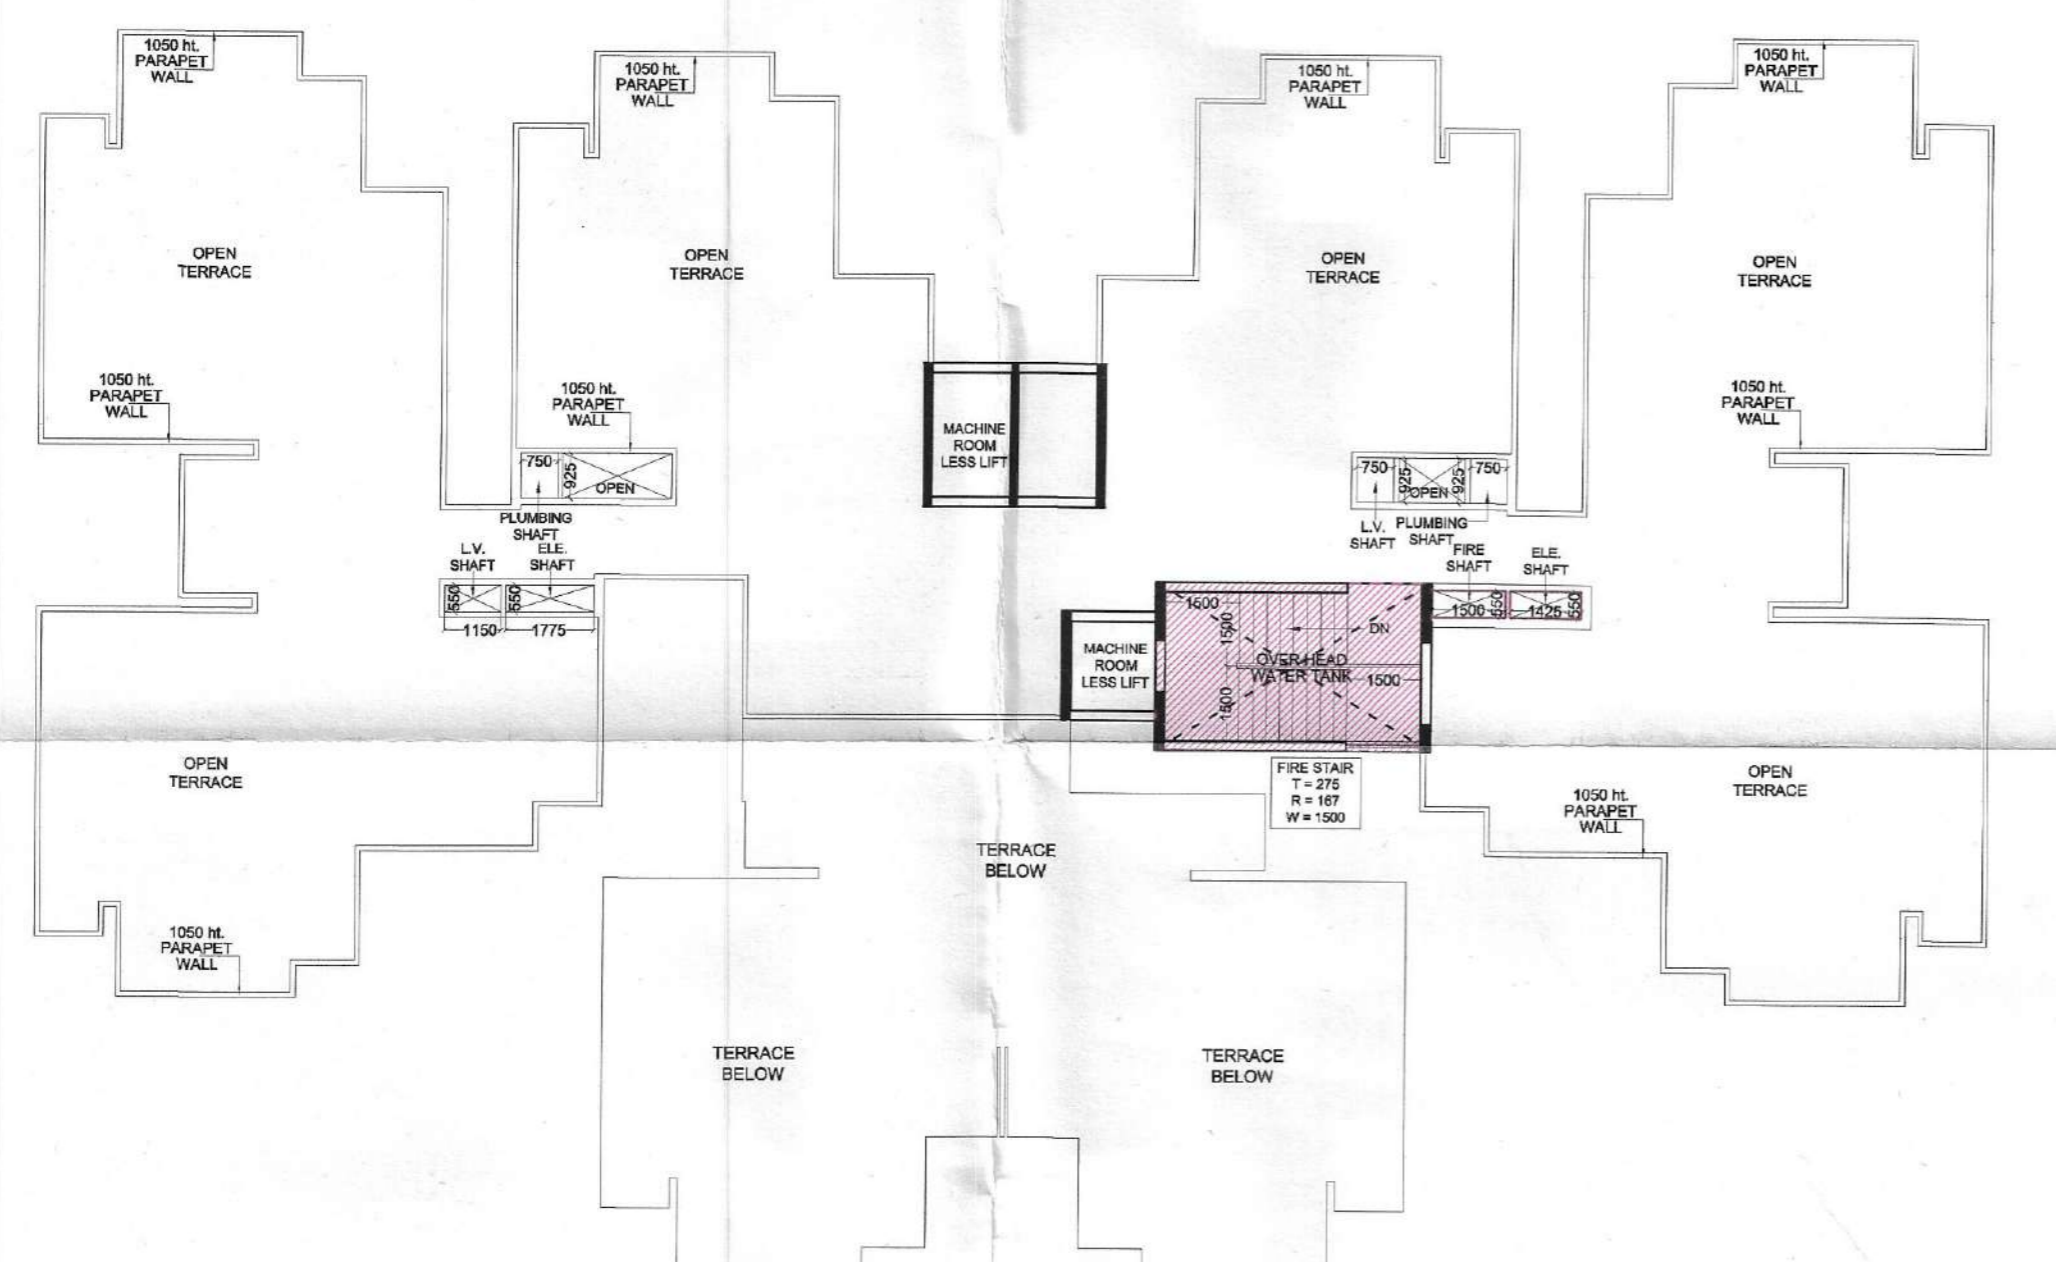 1050 ht.
PARAPET
WALL
1050 ht.
PARAPET
WALL
1050 ht.
PARAPET
WALL
1050 ht.
PARAPET
WALL
OPEN
TERRACE
OPEN
TERRACE
OPEN
TERRACE
OPEN
TERRACE
1050 ht.
PARAPET
WALL
1050 ht.
PARAPET
WALL
1050 ht.
PARAPET
WALL
MACHINE
ROOM
LESS LIFT
750
925
OPEN
PLUMBING
SHAFT
750
925
OPEN
925
750
L.V.
SHAFT
PLUMBING
SHAFT
L.V.
SHAFT
ELE.
SHAFT
550
550
1150
1775
FIRE
SHAFT
ELE.
SHAFT
1500
550
1425
550
MACHINE
ROOM
LESS LIFT
1500
1500
DN
OVER HEAD
WATER TANK
1500
1500
FIRE STAIR
T = 275
R = 167
W = 1500
OPEN
TERRACE
OPEN
TERRACE
1050 ht.
PARAPET
WALL
TERRACE
BELOW
1050 ht.
PARAPET
WALL
TERRACE
BELOW
TERRACE
BELOW